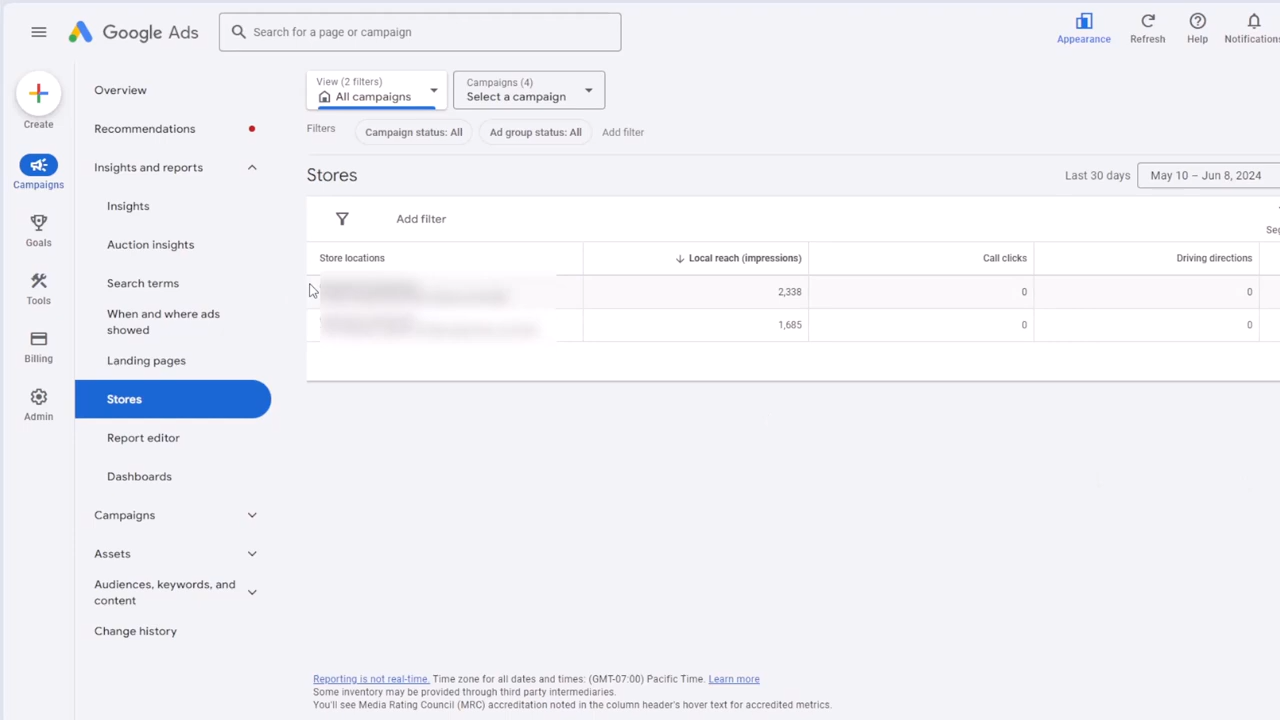 Google Ads
Search for a page or campaign
Appearance
Refresh
Help
Notifications
Create
Campaigns
Goals
Tools
Billing
Admin
Overview
Recommendations
Insights and reports
Insights
Auction insights
Search terms
When and where ads
showed
Landing pages
Stores
Report editor
Dashboards
Campaigns
Assets
Audiences, keywords, and
content
Change history
View (2 filters)
All campaigns
Campaigns (4)
Select a campaign
Filters
Campaign status: All
Ad group status: All
Add filter
Stores
Last 30 days
May 10 – Jun 8, 2024
Add filter
Seg
Store locations
Local reach (impressions)
Call clicks
Driving directions
2,338
0
0
1,685
0
0
Reporting is not real-time. Time zone for all dates and times: (GMT-07:00) Pacific Time. Learn more
Some inventory may be provided through third party intermediaries.
You'll see Media Rating Council (MRC) accreditation noted in the column header's hover text for accredited metrics.